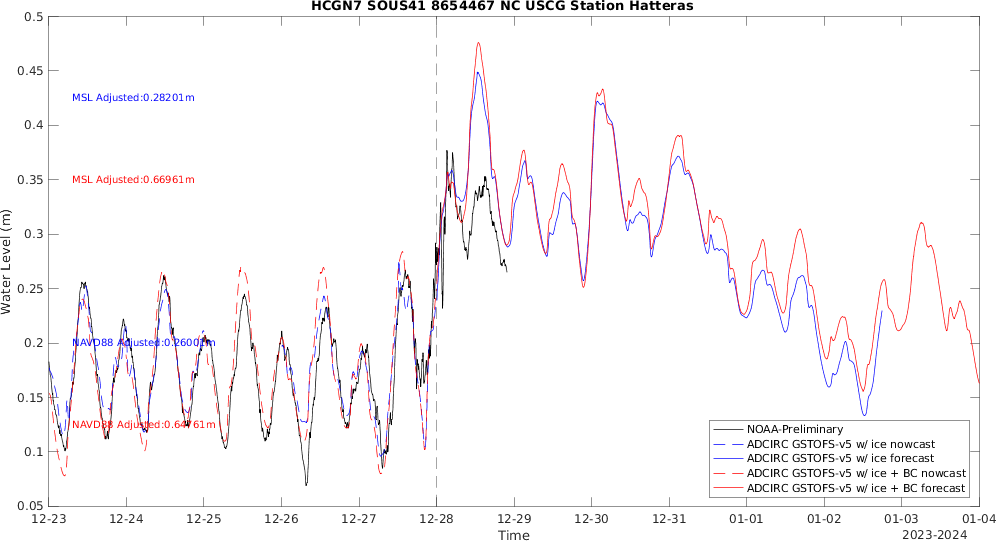 HCGN7 SOUS41 8654467 NC USCG Station Hatteras
Water Level (m)
0.5
0.45
0.4
0.35
0.3
0.25
0.2
0.15
0.1
0.05
MSL Adjusted:0.28201m
MSL Adjusted:0.66961m
NAVD88 Adjusted:0.26001m
NAVD88 Adjusted:0.64761m
NOAA-Preliminary
ADCIRC GSTOFS-v5 w/ ice nowcast
ADCIRC GSTOFS-v5 w/ ice forecast
ADCIRC GSTOFS-v5 w/ ice + BC nowcast
ADCIRC GSTOFS-v5 w/ ice + BC forecast
12-23 12-24 12-25 12-26 12-27 12-28 12-29 12-30 12-31 01-01 01-02 01-03 01-04
Time
2023-2024